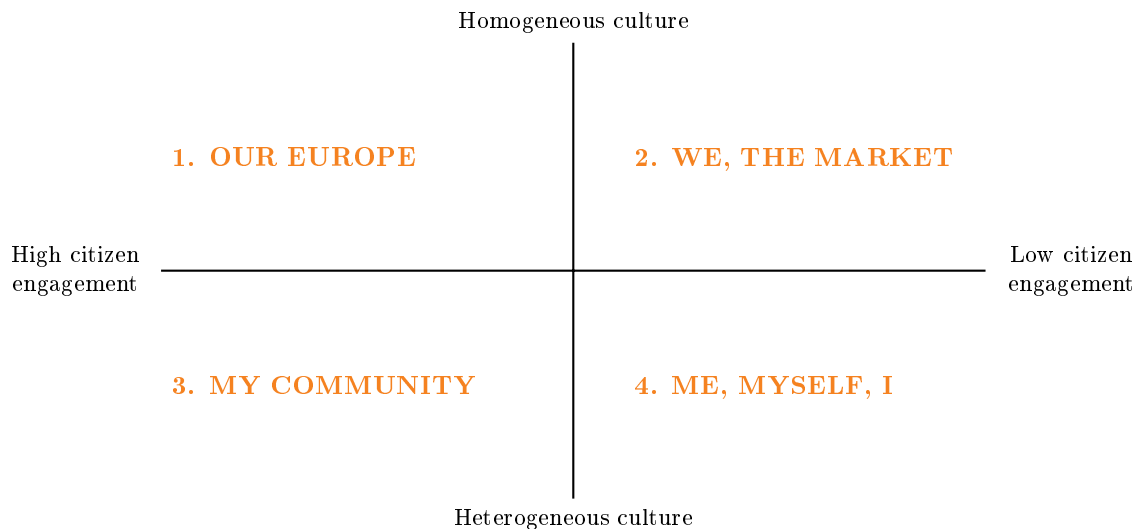 Homogeneous culture
1. OUR EUROPE
2. WE, THE MARKET
High citizen
engagement
Low citizen
engagement
3. MY COMMUNITY
4. ME, MYSELF, I
Heterogeneous culture